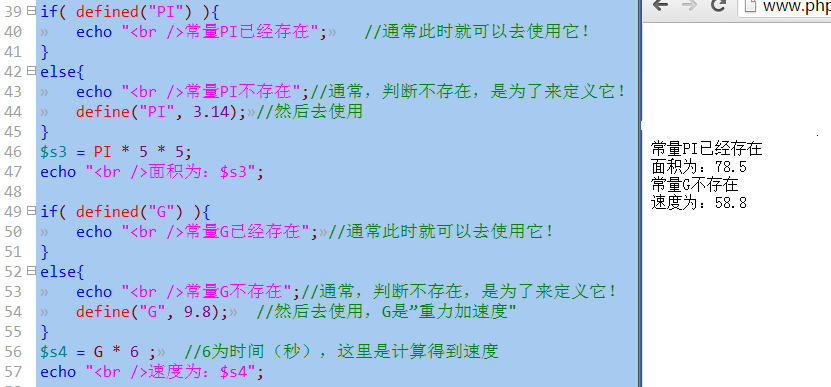 39 if( defined("PI") ){
www.php
40 echo "<br />常量PI已经存在"; //通常此时就可以去使用它!
41 }
42 else{
43 echo "<br />常量PI不存在";//通常,判断不存在,是为了来定义它!
44 define("PI", 3.14);//然后去使用
45 }
46 $s3 = PI * 5 * 5;
47 echo "<br />面积为: $s3";
48
49 if( defined("G") ){
50 echo "<br />常量G已经存在";//通常此时就可以去使用它!
51 }
52 else{
53 echo "<br />常量G不存在";//通常,判断不存在,是为了来定义它!
54 define("G", 9.8); //然后去使用,G是”重力加速度"
55 }
56 $s4 = G * 6 ; //6为时间(秒),这里是计算得到速度
57 echo "<br />速度为: $s4";
常量PI已经存在
面积为: 78.5
常量G不存在
速度为: 58.8